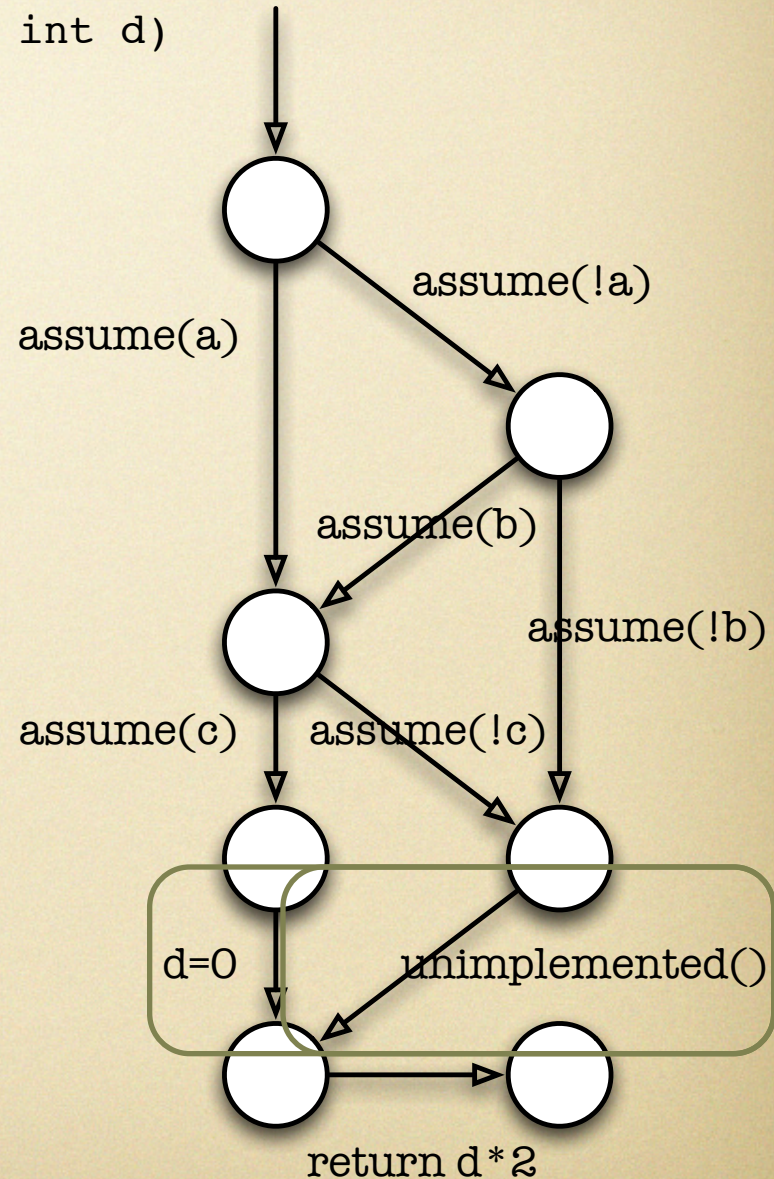 int d)
assume(!a)
assume(a)
assume(b)
assume(!b)
assume(c)
assume(!c)
d=0
unimplemented()
return d*2